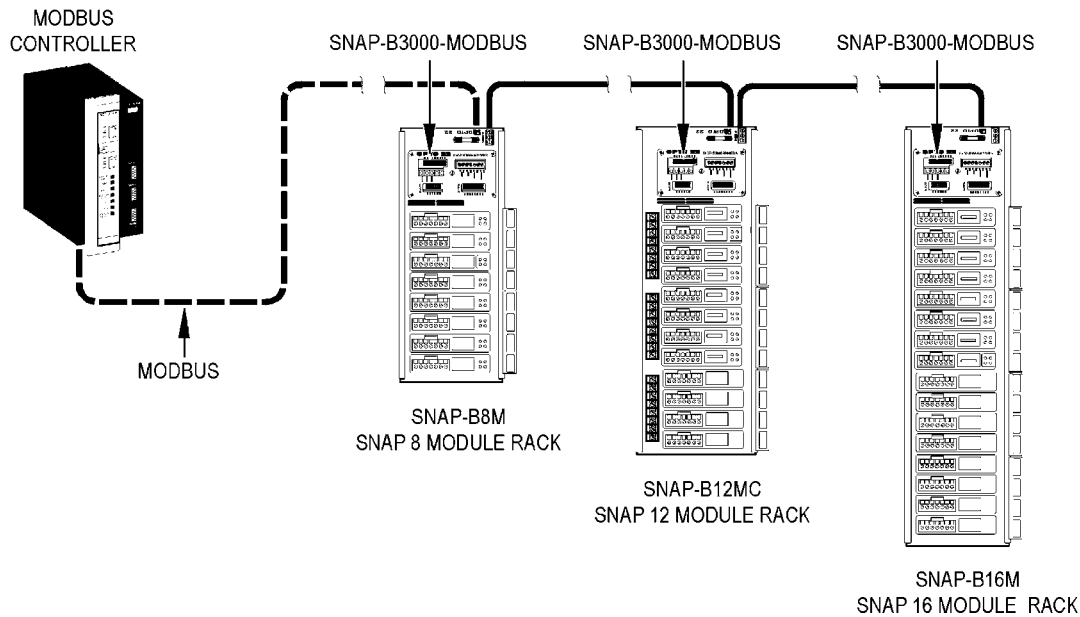 MODBUS
CONTROLLER
SNAP-B3000-MODBUS
SNAP-B3000-MODBUS
SNAP-B3000-MODBUS
MODBUS
SNAP-B8M
SNAP 8 MODULE RACK
SNAP-B12MC
SNAP 12 MODULE RACK
SNAP-B16M
SNAP 16 MODULE RACK